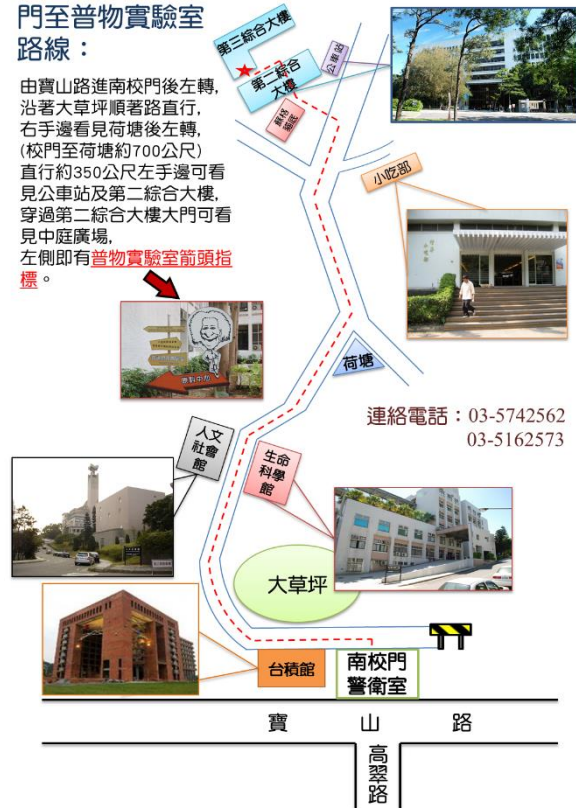 門至普物實驗室
路線：
由寶山路進南校門後左轉,
沿著大草坪順著路直行,
右手邊看見荷塘後左轉,
(校門至荷塘約700公尺)
直行約350公尺左手邊可看
見公車站及第二綜合大樓,
穿過第二綜合大樓大門可看
見中庭廣場,
左側即有普物實驗室箭頭指
標。
第三綜合大樓
第二綜合
大樓
公車站
蘇格
貓底
小吃部
荷塘
連絡電話：03-5742562
03-5162573
人文
社會
館
生命
科學
館
大草坪
台積館
南校門
警衛室
寶山路
高翠路